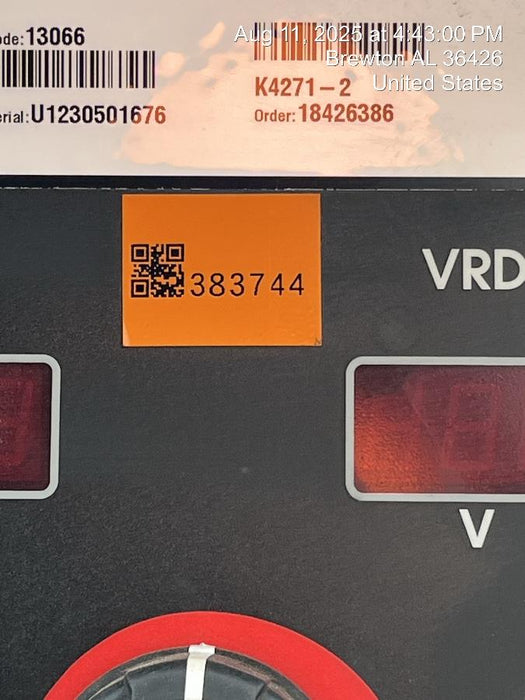 Aug 11, 2025 at 4:43:00 PM
Brewton AL 36426
United States
ode:13066
erial:U1230501676
K4271-2
Order:18426386
383744
VRD
V